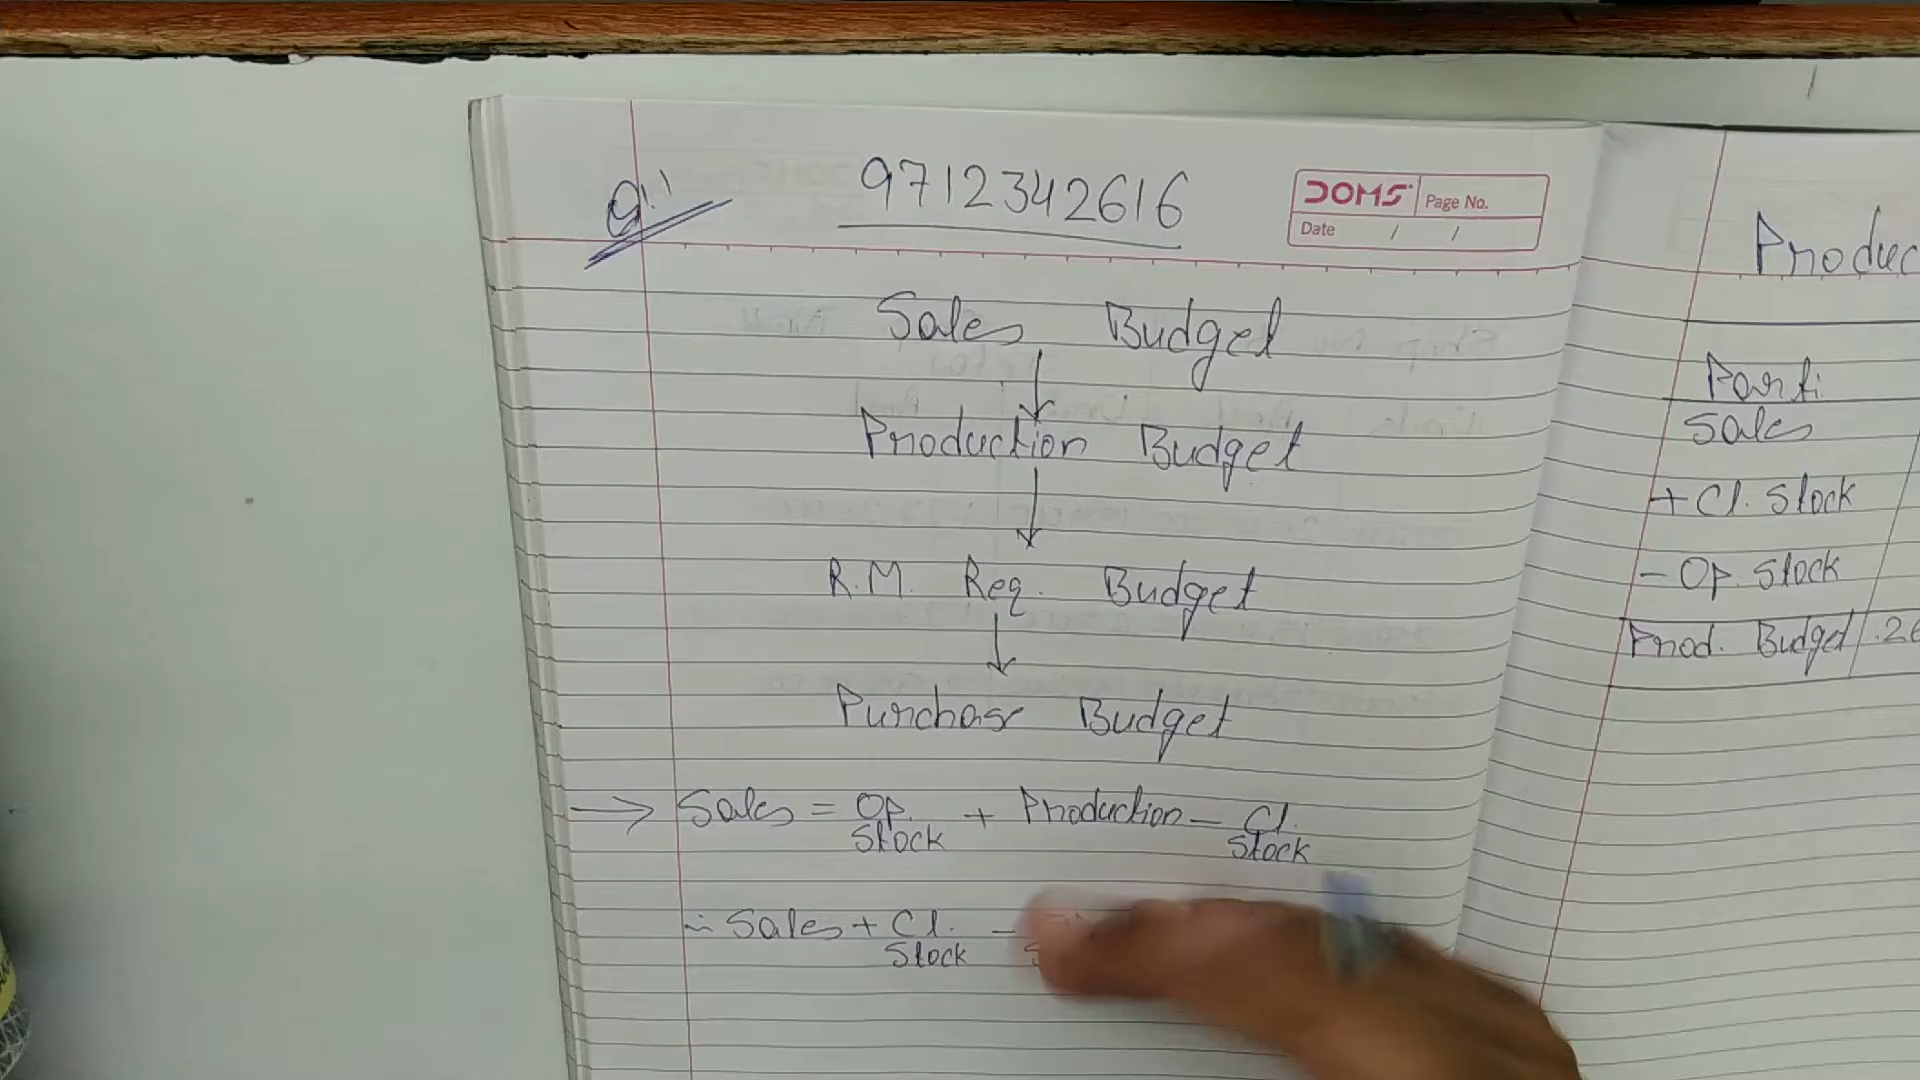 9712342616
DOMS Page No.
Date / /
Sales Budget
Production Budget
R.M. Req. Budget
Purchase Budget
→ Sales = Op. Stock + Production - Cl. Stock
∴ Sales + Cl. Stock -
Parti.
Sales
+ Cl. Stock
- Op. Stock
Prod. Budget